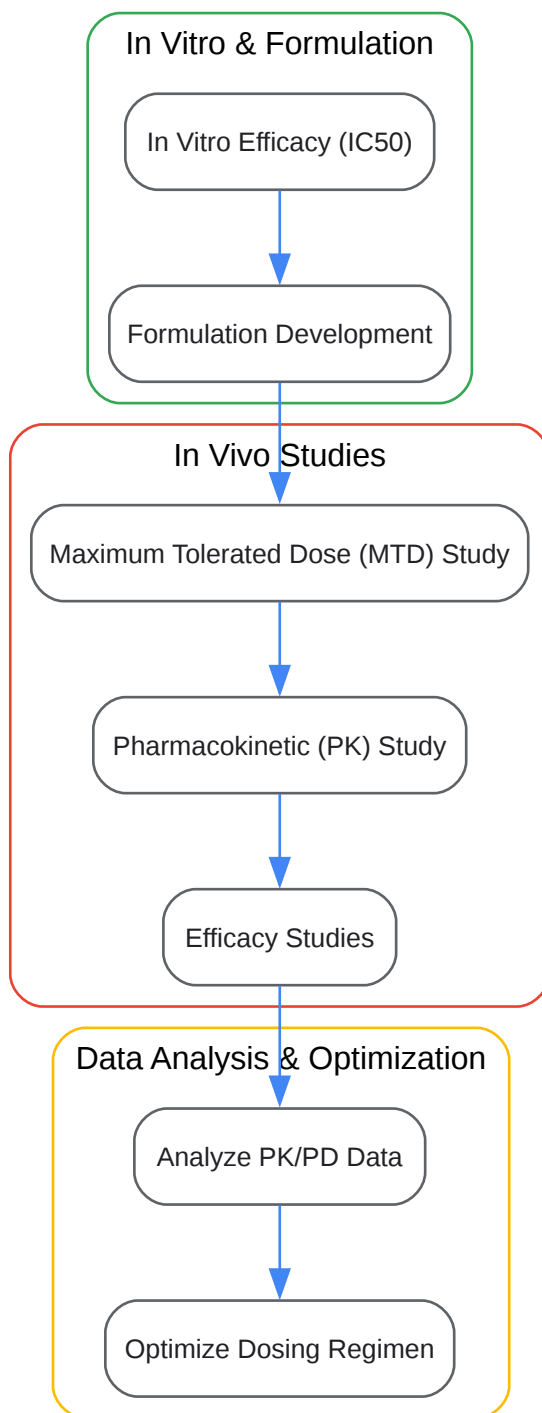 In Vitro & Formulation
In Vitro Efficacy (IC50)
Formulation Development
In Vivo Studies
Maximum Tolerated Dose (MTD) Study
Pharmacokinetic (PK) Study
Efficacy Studies
Data Analysis & Optimization
Analyze PK/PD Data
Optimize Dosing Regimen